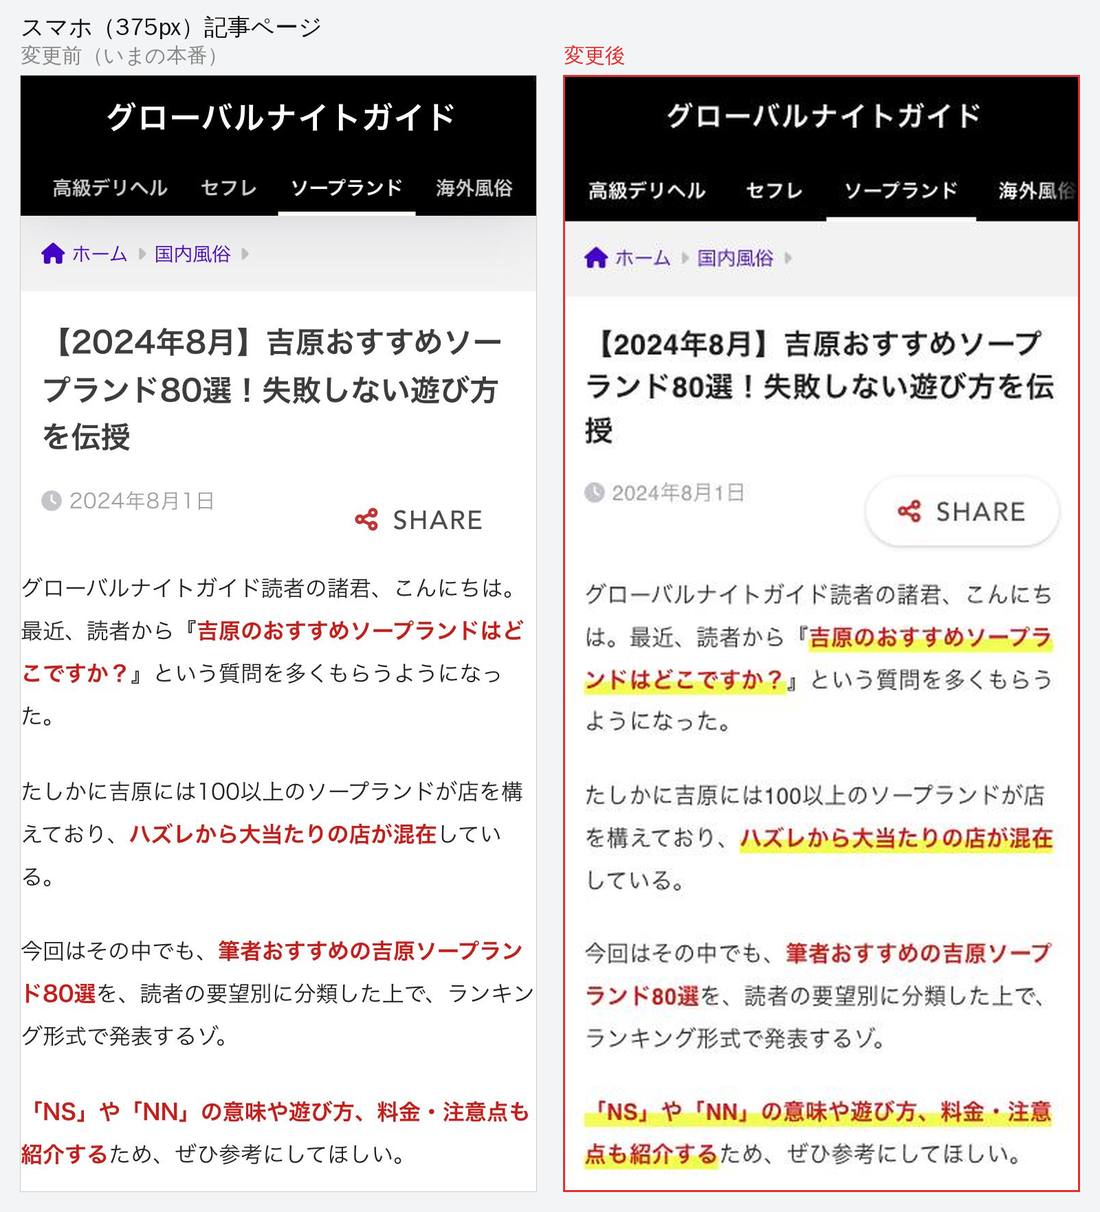 スマホ（375px）記事ページ
変更前（いまの本番）
グローバルナイトガイド
高級デリヘル セフレ ソープランド 海外風俗
ホーム 国内風俗
【2024年8月】吉原おすすめソー
プランド80選！失敗しない遊び方
を伝授
2024年8月1日
SHARE
グローバルナイトガイド読者の諸君、こんにちは。
最近、読者から『吉原のおすすめソープランドはど
こですか？』という質問を多くもらうようになっ
た。
たしかに吉原には100以上のソープランドが店を構
えており、ハズレから大当たりの店が混在してい
る。
今回はその中でも、筆者おすすめの吉原ソープラン
ド80選を、読者の要望別に分類した上で、ランキン
グ形式で発表するゾ。
「NS」や「NN」の意味や遊び方、料金・注意点も
紹介するため、ぜひ参考にしてほしい。
変更後
グローバルナイトガイド
高級デリヘル セフレ ソープランド 海外風俗
ホーム 国内風俗
【2024年8月】吉原おすすめソープ
ランド80選！失敗しない遊び方を伝
授
2024年8月1日
SHARE
グローバルナイトガイド読者の諸君、こんにち
は。最近、読者から『吉原のおすすめソープラ
ンドはどこですか？』という質問を多くもらう
ようになった。
たしかに吉原には100以上のソープランドが店
を構えており、ハズレから大当たりの店が混在
している。
今回はその中でも、筆者おすすめの吉原ソープ
ランド80選を、読者の要望別に分類した上で、
ランキング形式で発表するゾ。
「NS」や「NN」の意味や遊び方、料金・注意
点も紹介するため、ぜひ参考にしてほしい。